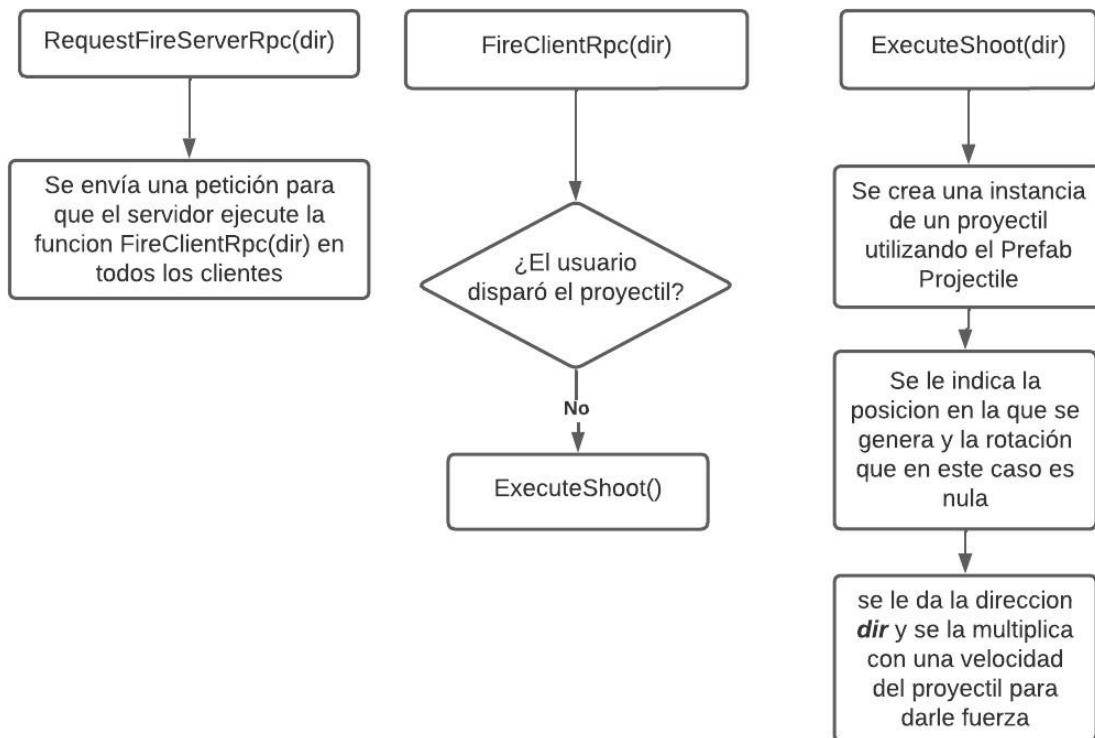 RequestFireServerRpc(dir)
Se envía una petición para
que el servidor ejecute la
funcion FireClientRpc(dir) en
todos los clientes
FireClientRpc(dir)
¿El usuario
disparó el proyectil?
No
ExecuteShoot()
ExecuteShoot(dir)
Se crea una instancia
de un proyectil
utilizando el Prefab
Projectile
Se le indica la
posicion en la que se
genera y la rotación
que en este caso es
nula
se le da la direccion
dir y se la multiplica
con una velocidad
del proyectil para
darle fuerza